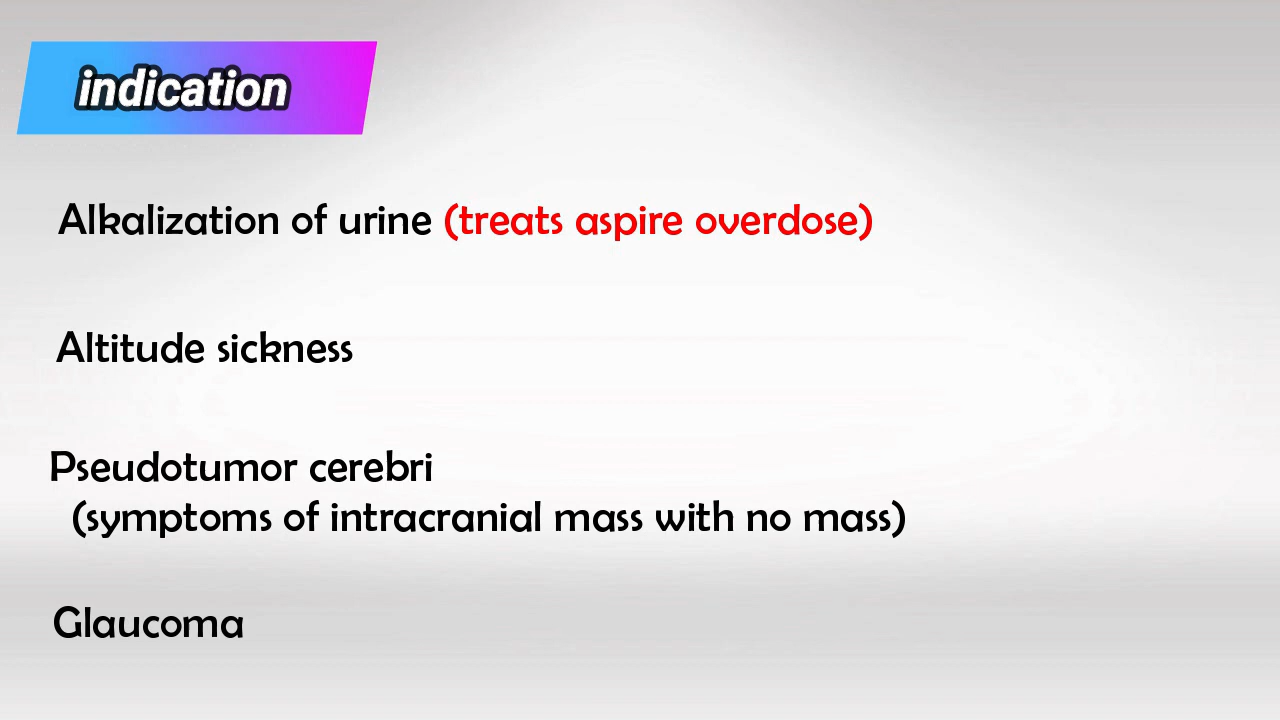 indication
Alkalization of urine (treats aspire overdose)
Altitude sickness
Pseudotumor cerebri
(symptoms of intracranial mass with no mass)
Glaucoma